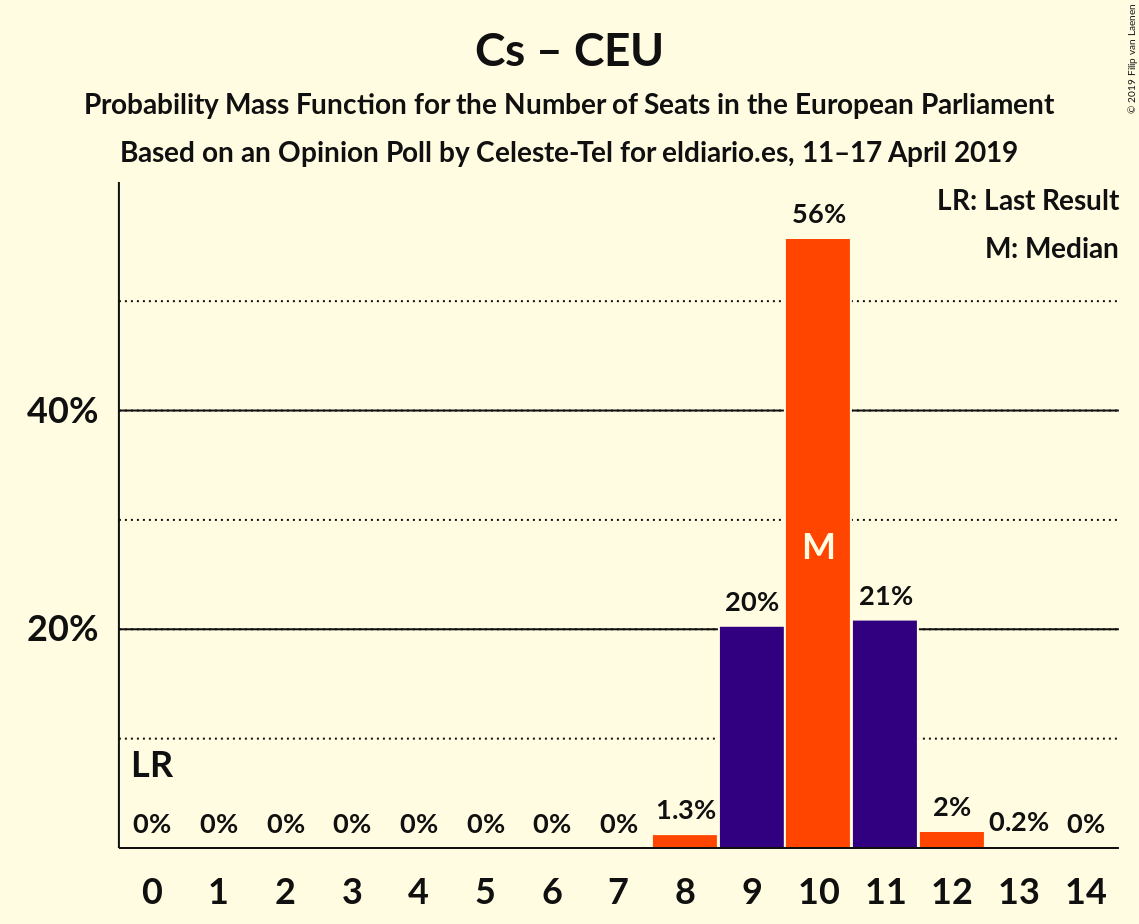 Cs – CEU
Probability Mass Function for the Number of Seats in the European Parliament
Based on an Opinion Poll by Celeste-Tel for eldiario.es, 11–17 April 2019
© 2019 Filip van Laenen
LR: Last Result
M: Median
56%
40%
M
20%
21%
20%
LR
0% 0% 0% 0% 0% 0% 0% 0% 1.3% 2% 0.2% 0%
0 1 2 3 4 5 6 7 8 9 10 11 12 13 14